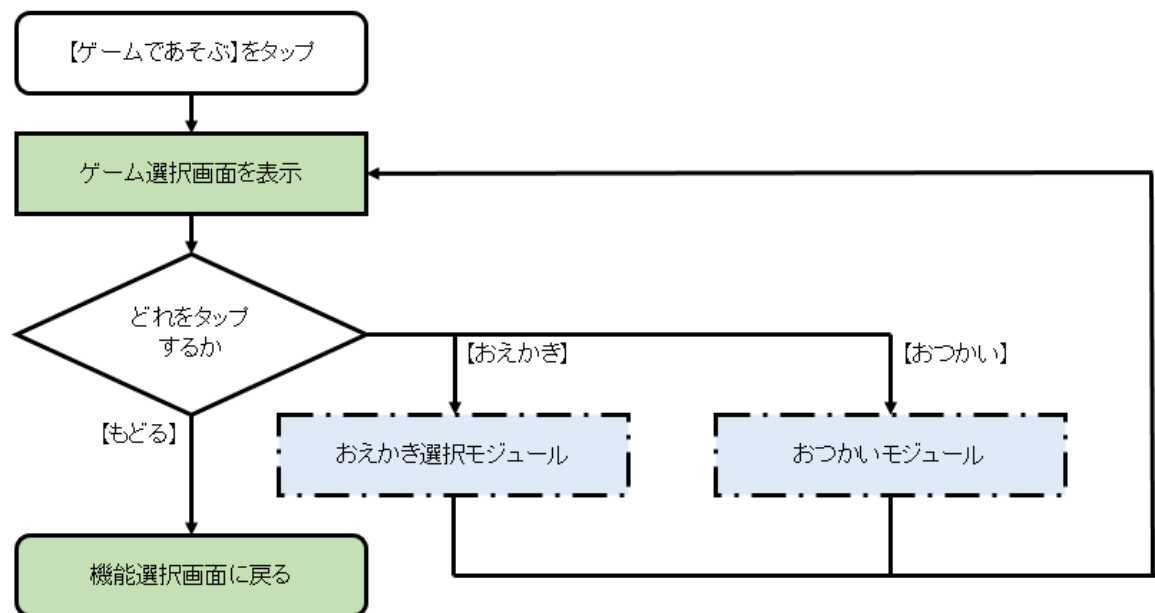 【ゲームであそぶ】をタップ
ゲーム選択画面を表示
どれをタップ
するか
【おえかき】
【おつかい】
【もどる】
おえかき選択モジュール
おつかいモジュール
機能選択画面に戻る